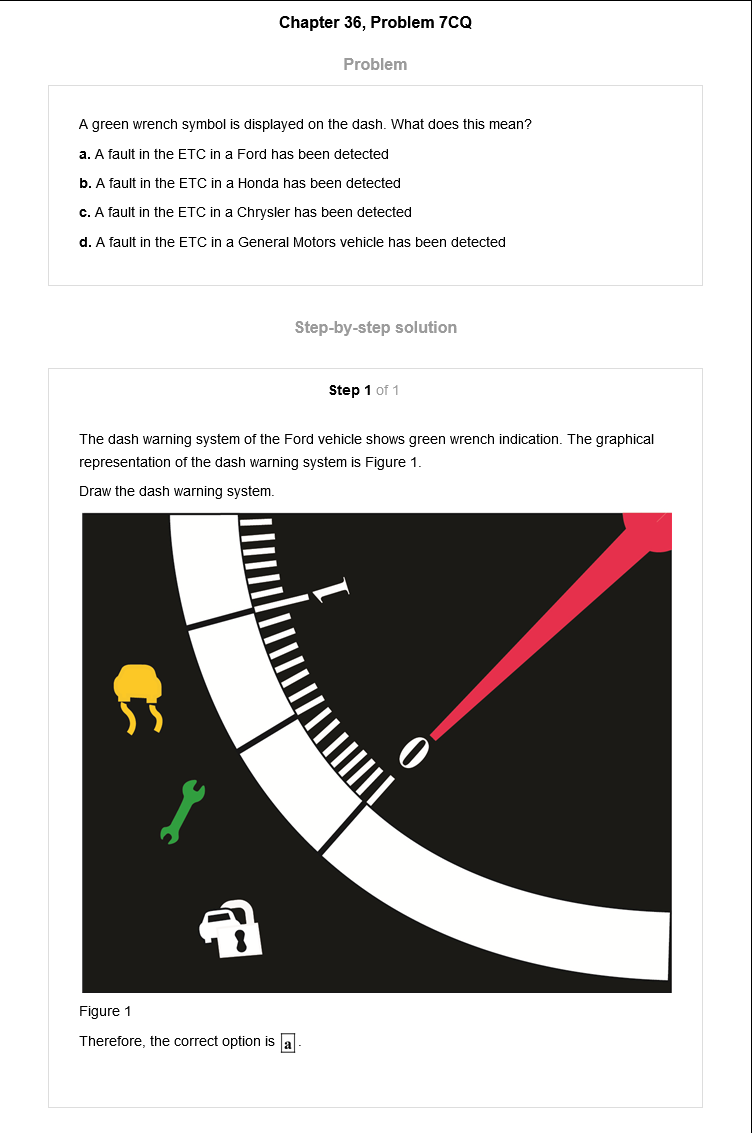 Chapter 36, Problem 7CQ
Problem
A green wrench symbol is displayed on the dash. What does this mean?
a. A fault in the ETC in a Ford has been detected
b. A fault in the ETC in a Honda has been detected
c. A fault in the ETC in a Chrysler has been detected
d. A fault in the ETC in a General Motors vehicle has been detected
Step-by-step solution
Step 1 of 1
The dash warning system of the Ford vehicle shows green wrench indication. The graphical
representation of the dash warning system is Figure 1.
Draw the dash warning system.
1
0
Figure 1
Therefore, the correct option is a.